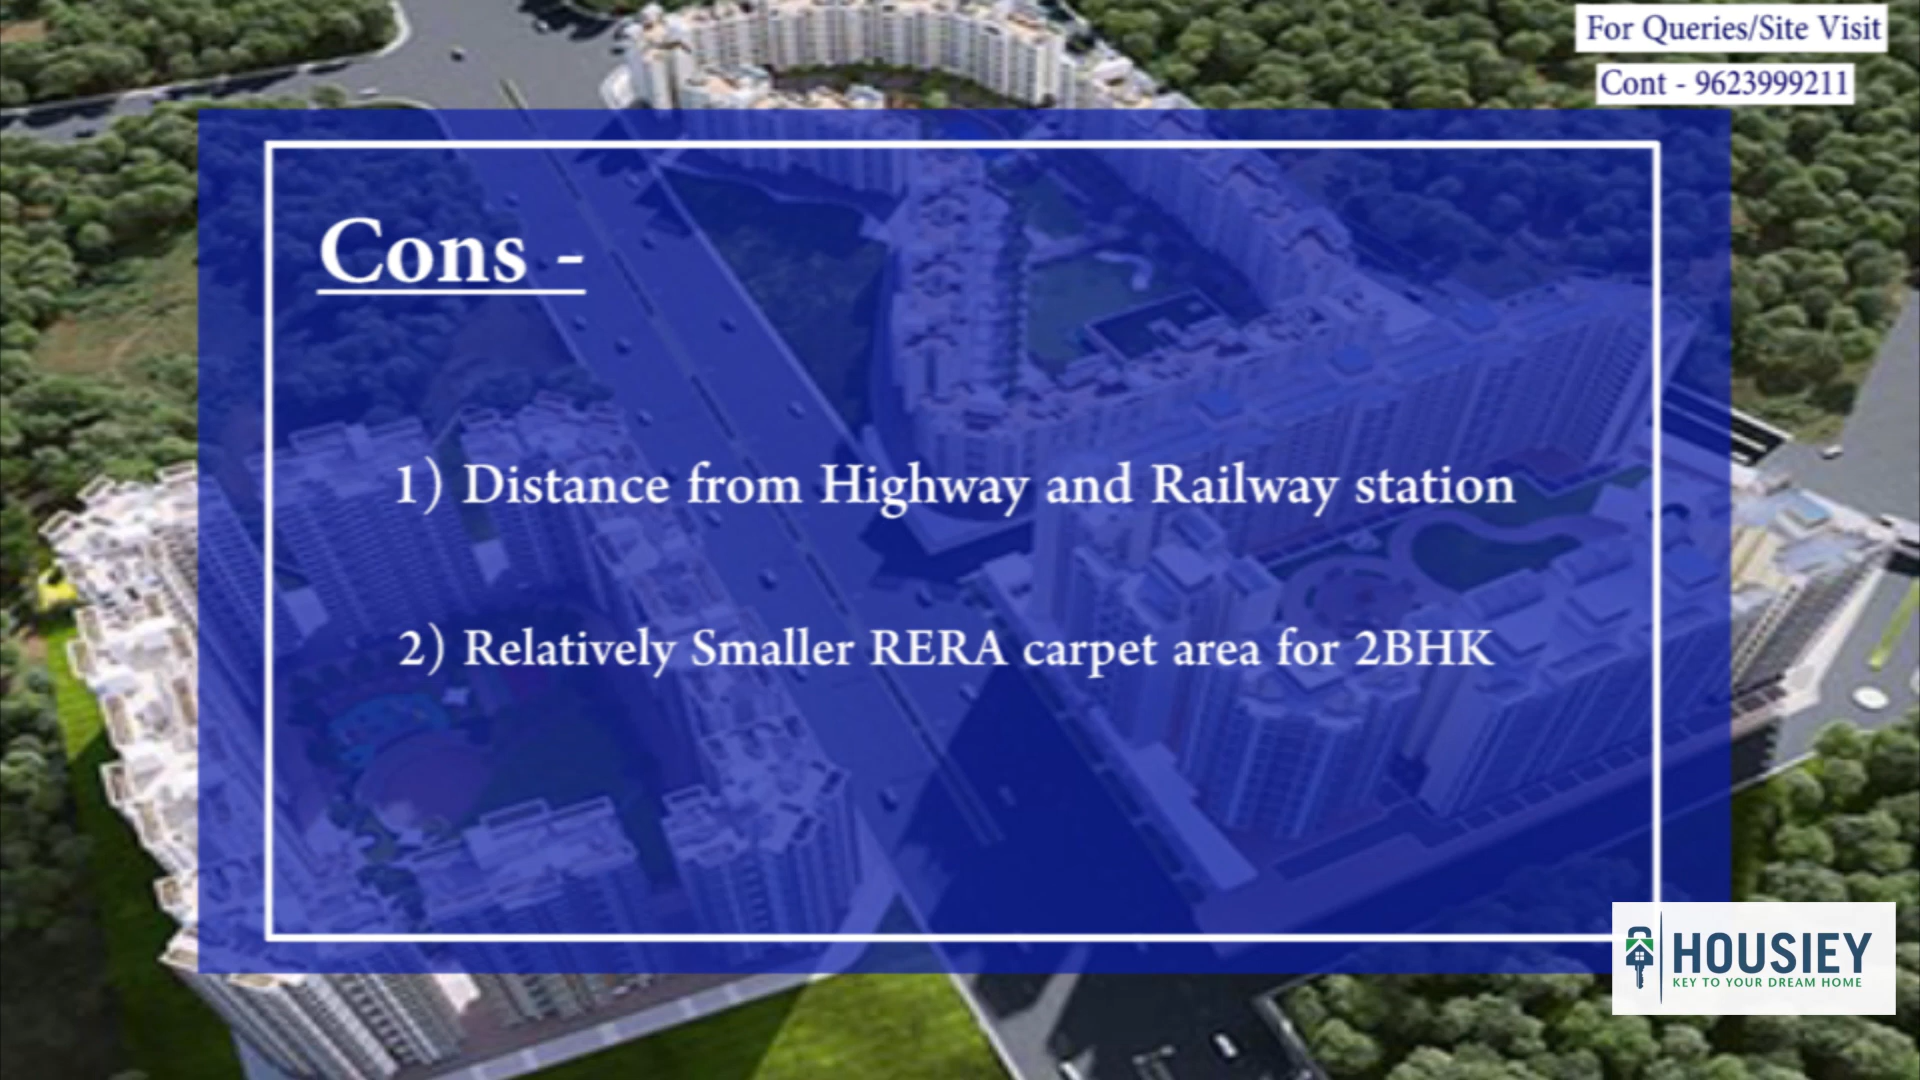 For Queries/Site Visit
Cont - 9623999211
Cons -
1) Distance from Highway and Railway station
2) Relatively Smaller RERA carpet area for 2BHK
HOUSIEY
KEY TO YOUR DREAM HOME